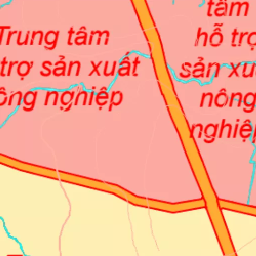 Trung tâm
trợ sản xuất
ông nghiệp
tâm
hỗ trợ
sản xu
nông
nghiệp